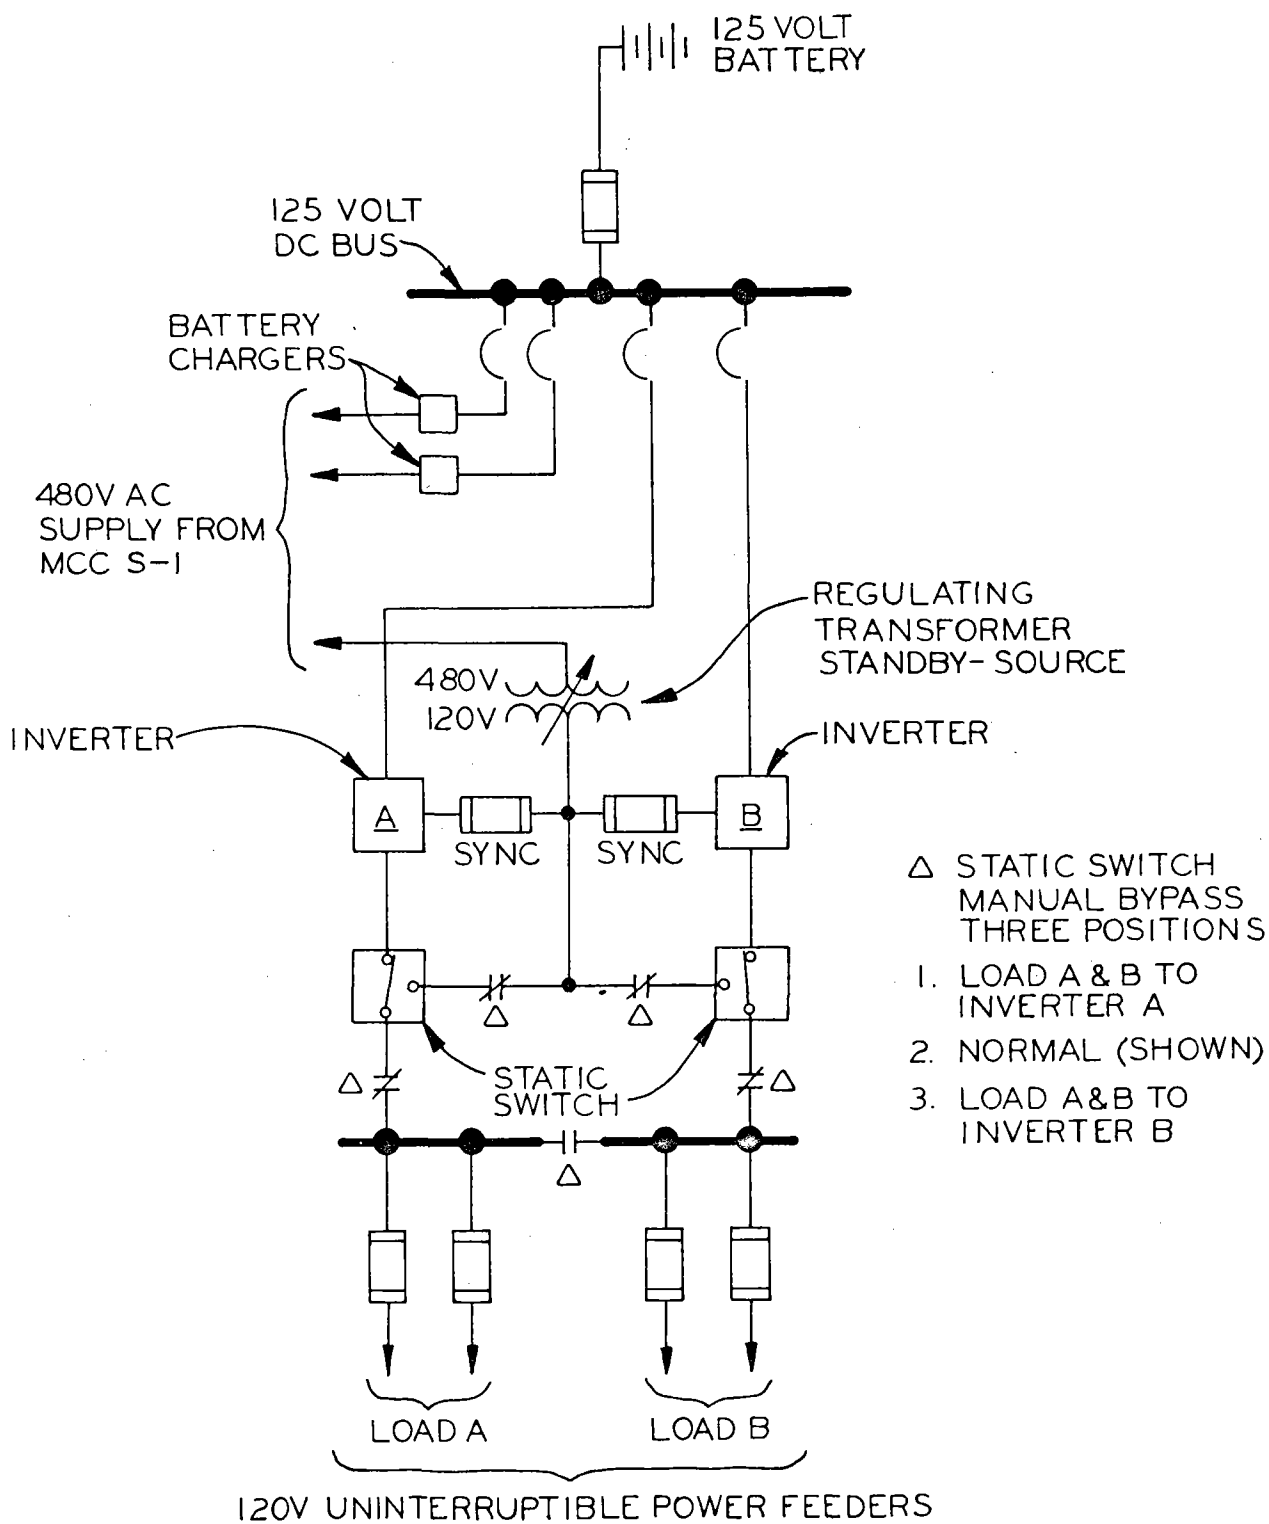 125 VOLT
BATTERY
125 VOLT
DC BUS
BATTERY
CHARGERS
480V AC
SUPPLY FROM
MCC S-1
REGULATING
TRANSFORMER
STANDBY-SOURCE
480V
120V
INVERTER
INVERTER
A
B
SYNC
SYNC
△ STATIC SWITCH
MANUAL BYPASS
THREE POSITIONS
1. LOAD A & B TO
INVERTER A
2. NORMAL (SHOWN)
3. LOAD A&B TO
INVERTER B
△
△
STATIC
SWITCH
△
△
△
LOAD A
LOAD B
120V UNINTERRUPTIBLE POWER FEEDERS